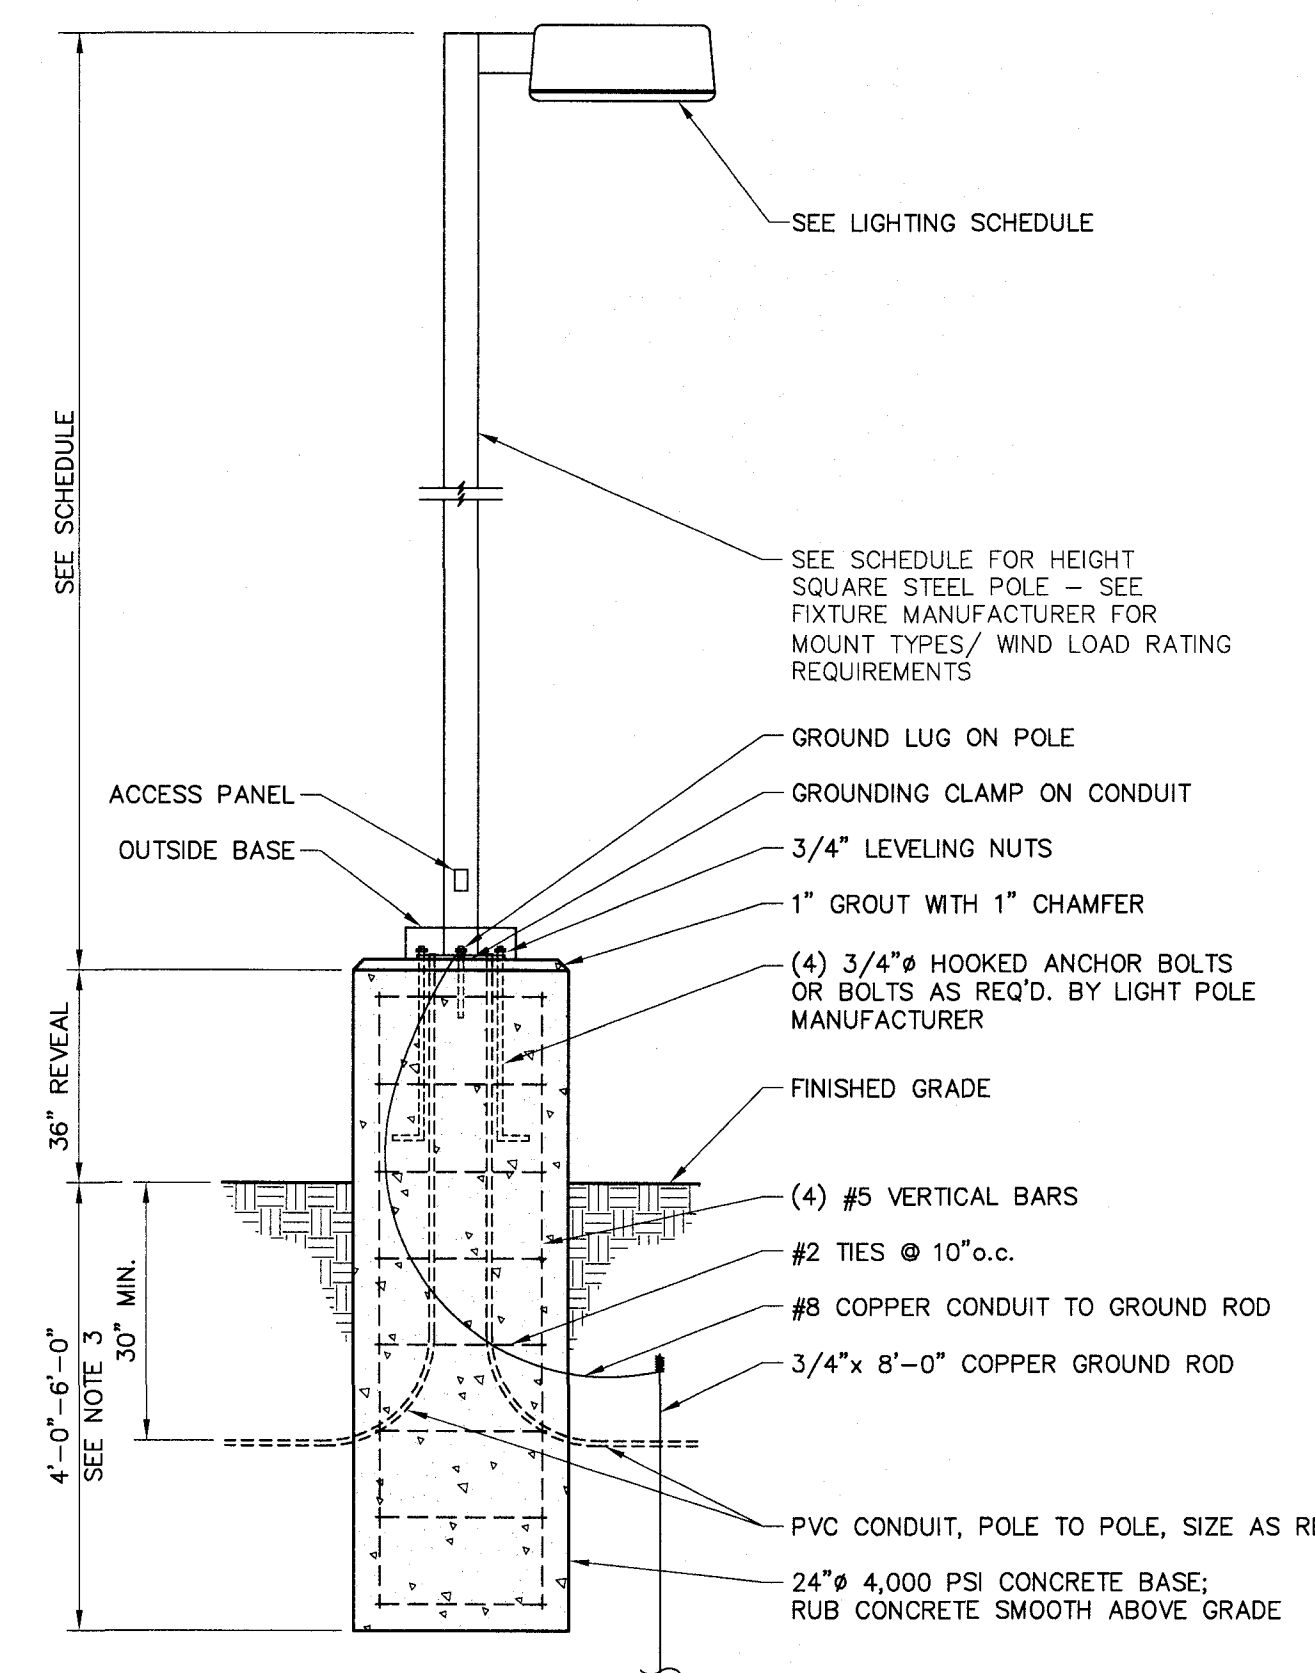 SEE LIGHTING SCHEDULE
SEE SCHEDULE
SEE SCHEDULE FOR HEIGHT
SQUARE STEEL POLE – SEE
FIXTURE MANUFACTURER FOR
MOUNT TYPES/ WIND LOAD RATING
REQUIREMENTS
GROUND LUG ON POLE
ACCESS PANEL
GROUNDING CLAMP ON CONDUIT
OUTSIDE BASE
3/4" LEVELING NUTS
1" GROUT WITH 1" CHAMFER
(4) 3/4"ø HOOKED ANCHOR BOLTS
OR BOLTS AS REQ'D. BY LIGHT POLE
MANUFACTURER
36" REVEAL
FINISHED GRADE
(4) #5 VERTICAL BARS
#2 TIES @ 10"o.c.
30" MIN.
#8 COPPER CONDUIT TO GROUND ROD
3/4"x 8'-0" COPPER GROUND ROD
4'-0"-6'-0"
SEE NOTE 3
PVC CONDUIT, POLE TO POLE, SIZE AS
24"ø 4,000 PSI CONCRETE BASE;
RUB CONCRETE SMOOTH ABOVE GRADE